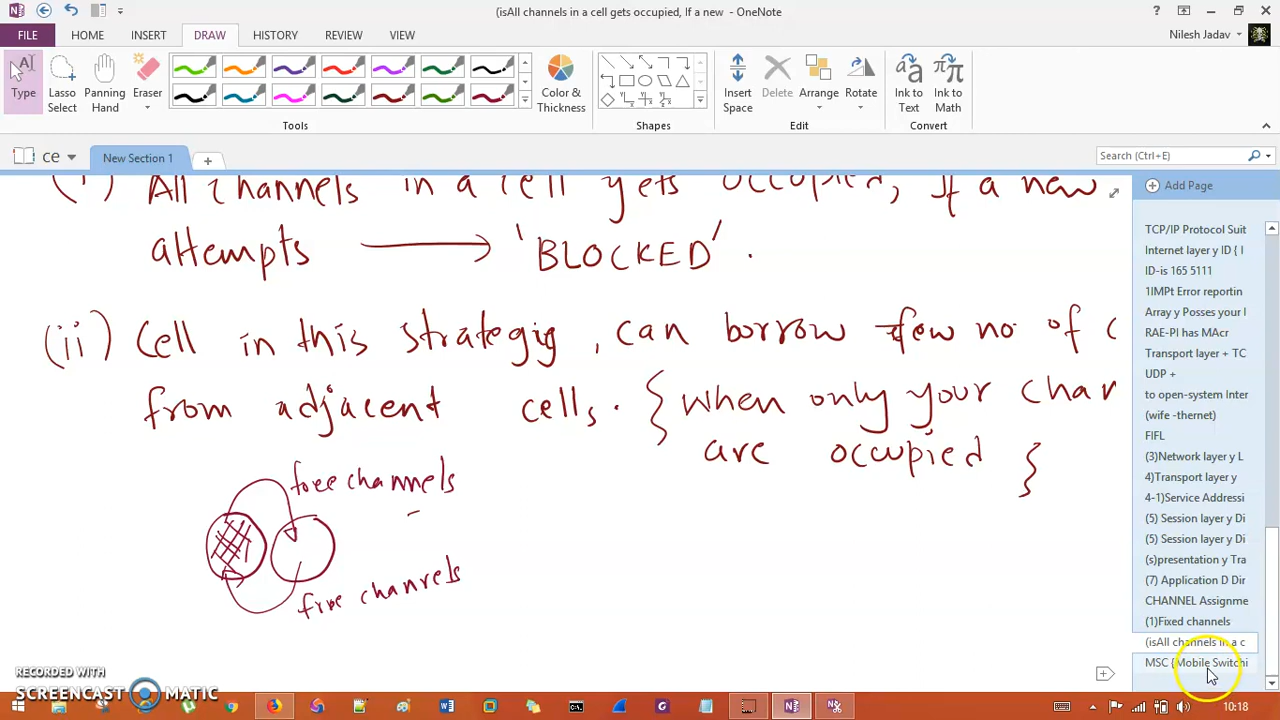 (isAll channels in a cell gets occupied, If a new - OneNote
FILE HOME INSERT DRAW HISTORY REVIEW VIEW
Nilesh Jadav
Type Lasso Select Panning Hand Eraser
Color & Thickness
Insert Space Delete Arrange Rotate
Ink to Text Ink to Math
Tools Shapes Edit Convert
ce New Section 1
Search (Ctrl+E)
(i) All channels in a cell gets occupied, If a new
attempts → 'BLOCKED'.
(ii) Cell in this strategig, can borrow few no of c
from adjacent cells. {when only your chan
are occupied }
free channels
free channels
Add Page
TCP/IP Protocol Suit
Internet layer y ID { I
ID-is 165 5111
1IMPt Error reportin
Array y Posses your I
RAE-PI has MAcr
Transport layer + TC
UDP +
to open-system Inter
(wife -thernet)
FIFL
(3)Network layer y L
4)Transport layer y
4-1)Service Addressi
(5) Session layer y Di
(5) Session layer y Di
(s)presentation y Tra
(7) Application D Dir
CHANNEL Assignme
(1)Fixed channels
(isAll channels in a c
MSC {Mobile Switchi
RECORDED WITH
SCREENCAST MATIC
10:18